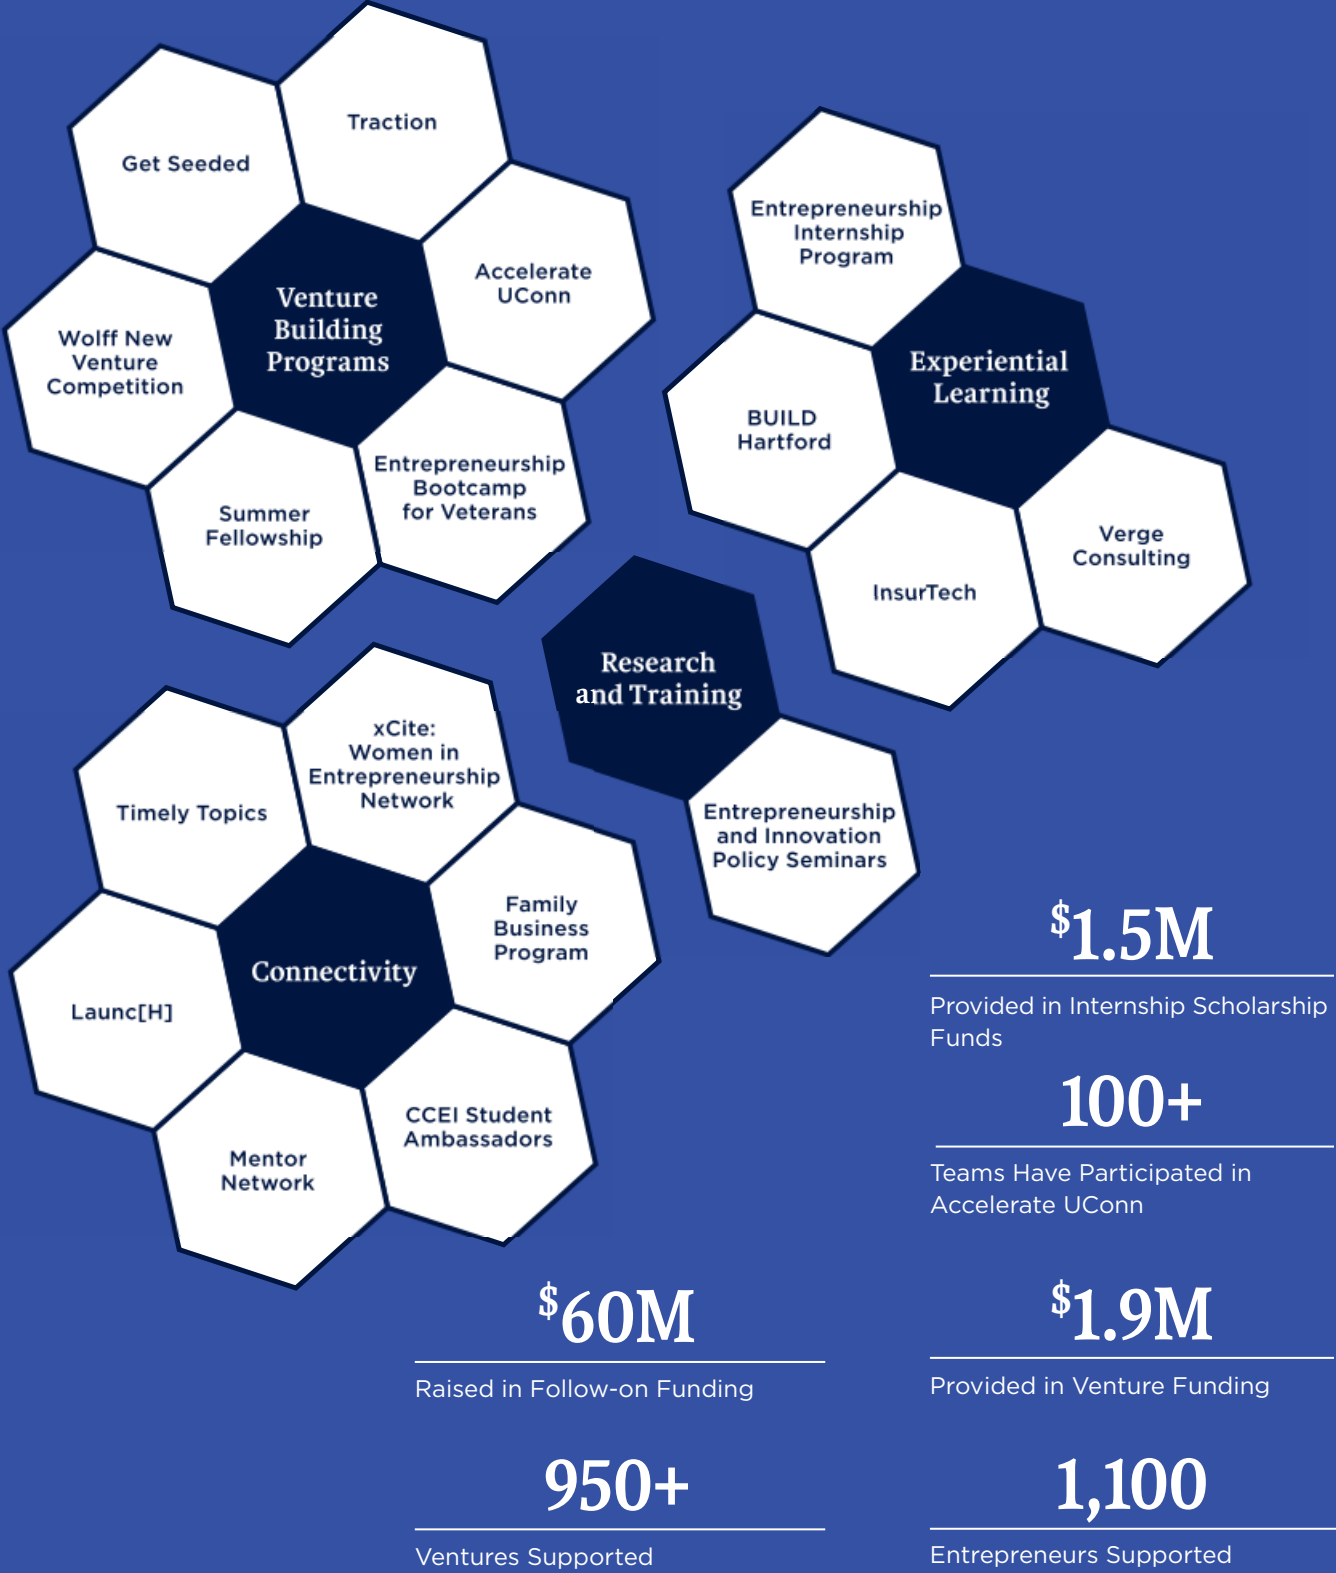 Traction
Get Seeded
Accelerate
UConn
Venture
Building
Programs
Wolff New
Venture
Competition
Entrepreneurship
Bootcamp
for Veterans
Summer
Fellowship
Entrepreneurship
Internship
Program
Experiential
Learning
BUILD
Hartford
Verge
Consulting
InsurTech
Research
and Training
Entrepreneurship
and Innovation
Policy Seminars
xCite:
Women in
Entrepreneurship
Network
Timely Topics
Family
Business
Program
Connectivity
Launc[H]
CCEI Student
Ambassadors
Mentor
Network
$1.5M
Provided in Internship Scholarship
Funds
100+
Teams Have Participated in
Accelerate UConn
$60M
Raised in Follow-on Funding
$1.9M
Provided in Venture Funding
950+
Ventures Supported
1,100
Entrepreneurs Supported